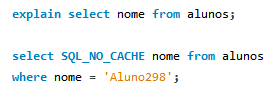 explain select nome from alunos;
select SQL_NO_CACHE nome from alunos
where nome = 'Aluno298';